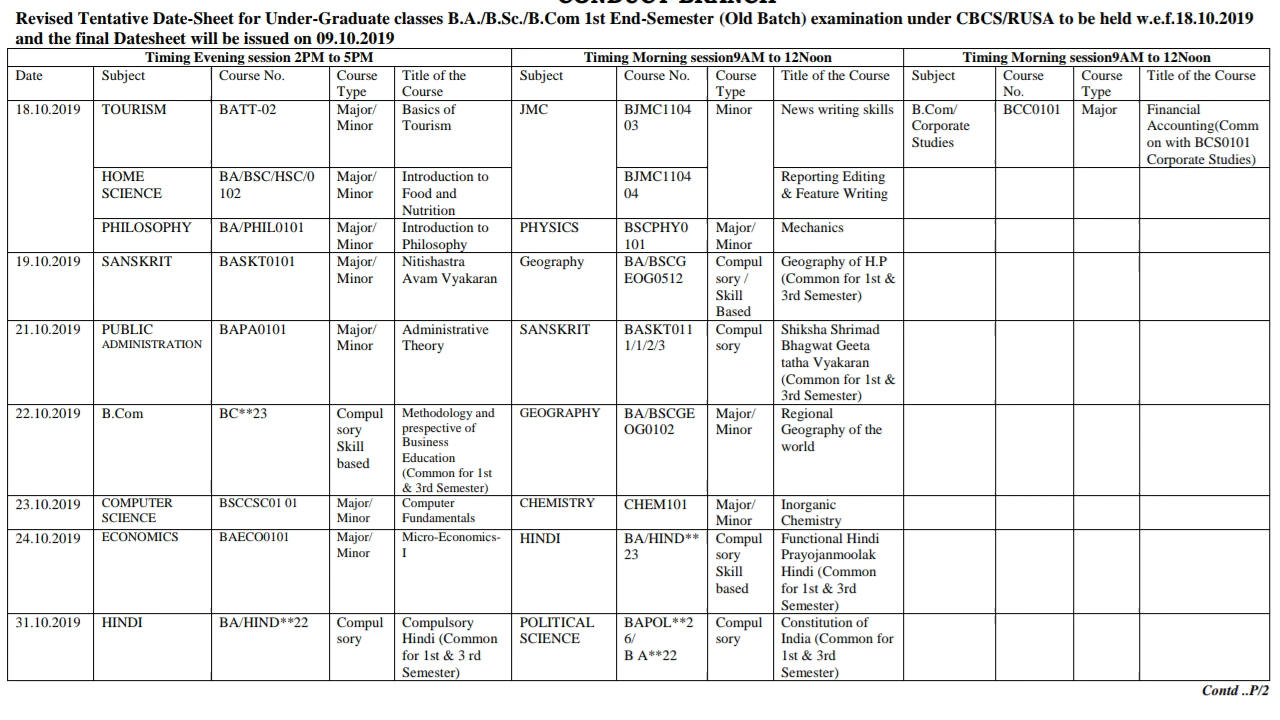 CONDUCT BRANCH
Revised Tentative Date-Sheet for Under-Graduate classes B.A./B.Sc./B.Com 1st End-Semester (Old Batch) examination under CBCS/RUSA to be held w.e.f.18.10.2019
and the final Datesheet will be issued on 09.10.2019
Timing Evening session 2PM to 5PM Timing Morning session9AM to 12Noon Timing Morning session9AM to 12Noon
Date Subject Course No. Course Title of the Subject Course No. Course Title of the Course Subject Course Course Title of the Course
Type Course Type No. Type
18.10.2019 TOURISM BATT-02 Major/ Basics of JMC BJMC1104 Minor News writing skills B.Com/ BCC0101 Major Financial
Minor Tourism 03 Corporate Accounting(Comm
Studies on with BCS0101
Corporate Studies)
HOME BA/BSC/HSC/0 Major/ Introduction to BJMC1104 Reporting Editing
SCIENCE 102 Minor Food and 04 & Feature Writing
Nutrition
PHILOSOPHY BA/PHIL0101 Major/ Introduction to PHYSICS BSCPHY0 Major/ Mechanics
Minor Philosophy 101 Minor
19.10.2019 SANSKRIT BASKT0101 Major/ Nitishastra Geography BA/BSCG Compul Geography of H.P
Minor Avam Vyakaran EOG0512 sory / (Common for 1st &
Skill 3rd Semester)
Based
21.10.2019 PUBLIC BAPA0101 Major/ Administrative SANSKRIT BASKT011 Compul Shiksha Shrimad
ADMINISTRATION Minor Theory 1/1/2/3 sory Bhagwat Geeta
tatha Vyakaran
(Common for 1st &
3rd Semester)
22.10.2019 B.Com BC**23 Compul Methodology and GEOGRAPHY BA/BSCGE Major/ Regional
sory prespective of OG0102 Minor Geography of the
Skill Business world
based Education
(Common for 1st
& 3rd Semester)
23.10.2019 COMPUTER BSCCSC01 01 Major/ Computer CHEMISTRY CHEM101 Major/ Inorganic
SCIENCE Minor Fundamentals Minor Chemistry
24.10.2019 ECONOMICS BAECO0101 Major/ Micro-Economics- HINDI BA/HIND** Compul Functional Hindi
Minor I 23 sory Prayojanmoolak
Skill Hindi (Common
based for 1st & 3rd
Semester)
31.10.2019 HINDI BA/HIND**22 Compul Compulsory POLITICAL BAPOL**2 Compul Constitution of
sory Hindi (Common SCIENCE 6/ sory India (Common for
for 1st & 3 rd B A**22 1st & 3rd
Semester) Semester)
Contd ..P/2